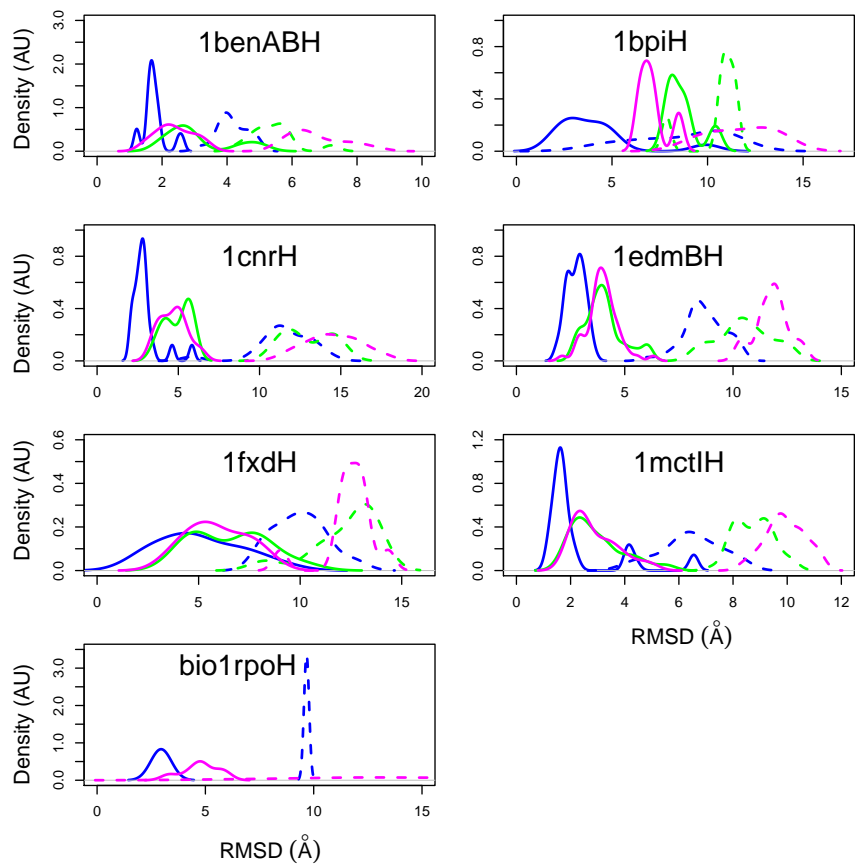 1benABH
Density (AU)
0.0 1.0 2.0 3.0
0 2 4 6 8 10
1bpiH
0.0 0.4 0.8
0 5 10 15
1cnrH
Density (AU)
0.0 0.4 0.8
0 5 10 15 20
1edmBH
0.0 0.4 0.8
0 5 10 15
1fxdH
Density (AU)
0.0 0.2 0.4 0.6
0 5 10 15
1mctIH
0.0 0.4 0.8 1.2
0 2 4 6 8 10 12
RMSD (Å)
bio1rpoH
Density (AU)
0.0 1.0 2.0 3.0
0 5 10 15
RMSD (Å)